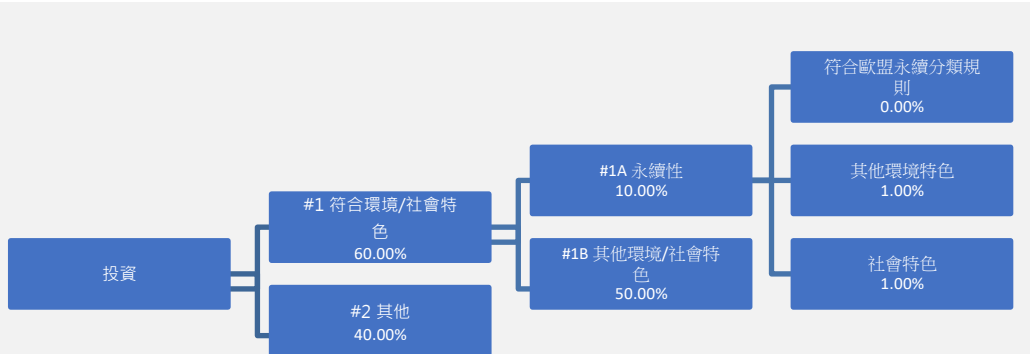 投資
#1 符合環境/社會特
色
60.00%
#2 其他
40.00%
#1A 永續性
10.00%
#1B 其他環境/社會特
色
50.00%
符合歐盟永續分類規
則
0.00%
其他環境特色
1.00%
社會特色
1.00%